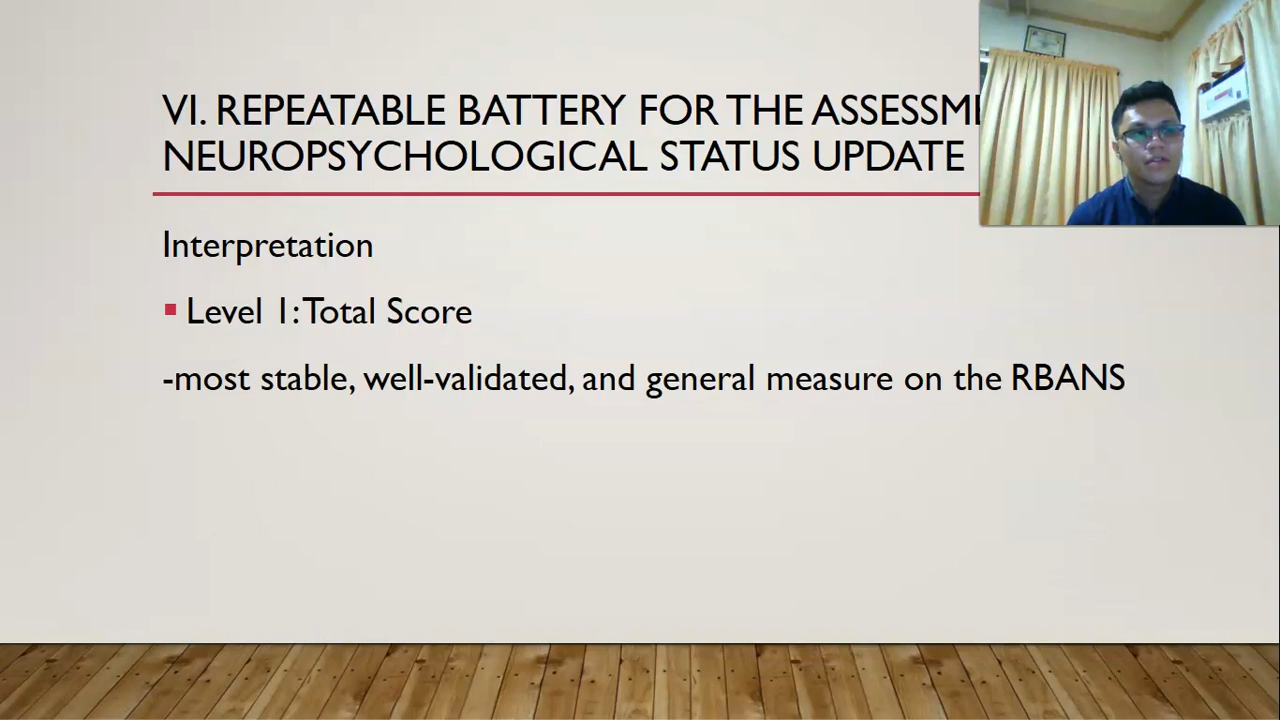 VI. REPEATABLE BATTERY FOR THE
NEUROPSYCHOLOGICAL STATUS UPDATE
Interpretation
▪ Level 1: Total Score
-most stable, well-validated, and general measure on the RBANS